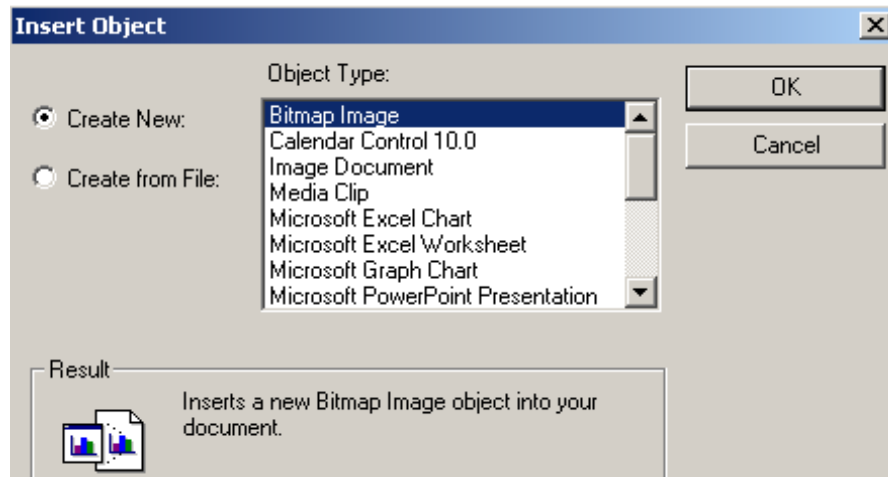 Insert Object
Object Type:
Create New:
Create from File:
Bitmap Image
Calendar Control 10.0
Image Document
Media Clip
Microsoft Excel Chart
Microsoft Excel Worksheet
Microsoft Graph Chart
Microsoft PowerPoint Presentation
OK
Cancel
Result
Inserts a new Bitmap Image object into your
document.